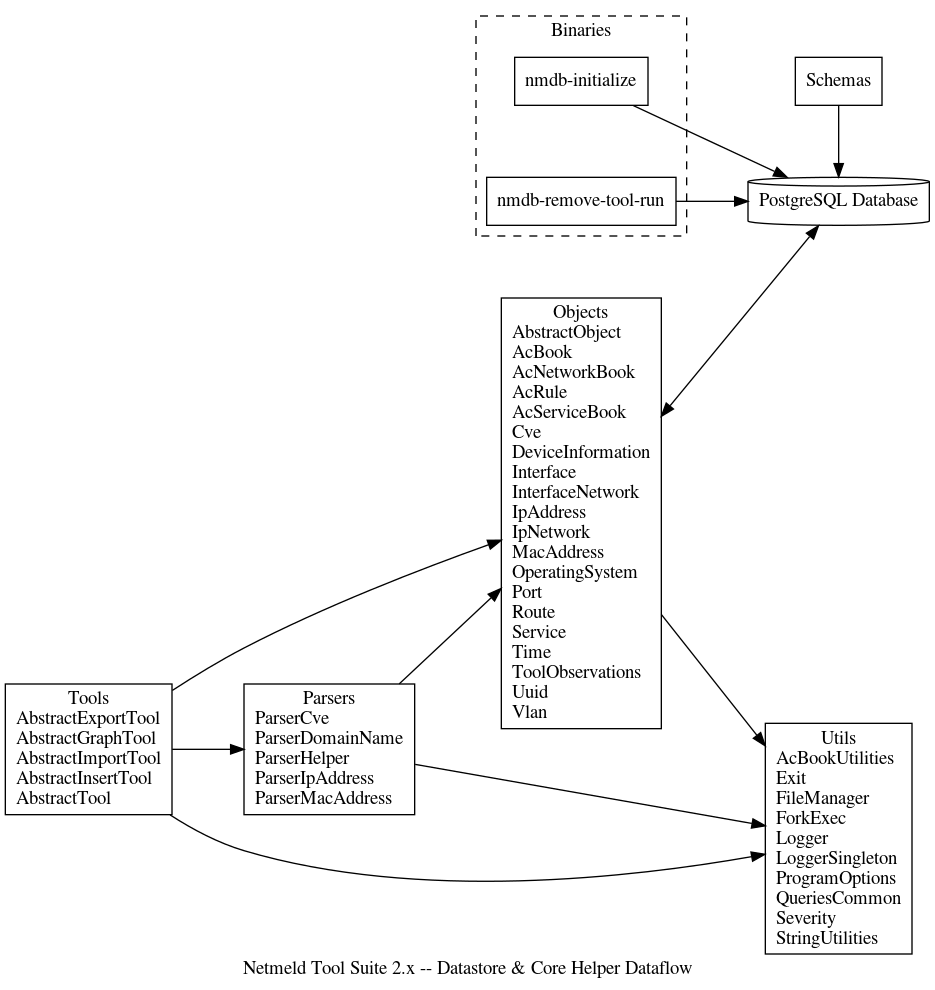 Binaries
nmdb-initialize
Schemas
nmdb-remove-tool-run
PostgreSQL Database
Objects
AbstractObject
AcBook
AcNetworkBook
AcRule
AcServiceBook
Cve
DeviceInformation
Interface
InterfaceNetwork
IpAddress
IpNetwork
MacAddress
OperatingSystem
Port
Route
Service
Time
ToolObservations
Uuid
Vlan
Tools
AbstractExportTool
AbstractGraphTool
AbstractImportTool
AbstractInsertTool
AbstractTool
Parsers
ParserCve
ParserDomainName
ParserHelper
ParserIpAddress
ParserMacAddress
Utils
AcBookUtilities
Exit
FileManager
ForkExec
Logger
LoggerSingleton
ProgramOptions
QueriesCommon
Severity
StringUtilities
Netmeld Tool Suite 2.x -- Datastore & Core Helper Dataflow